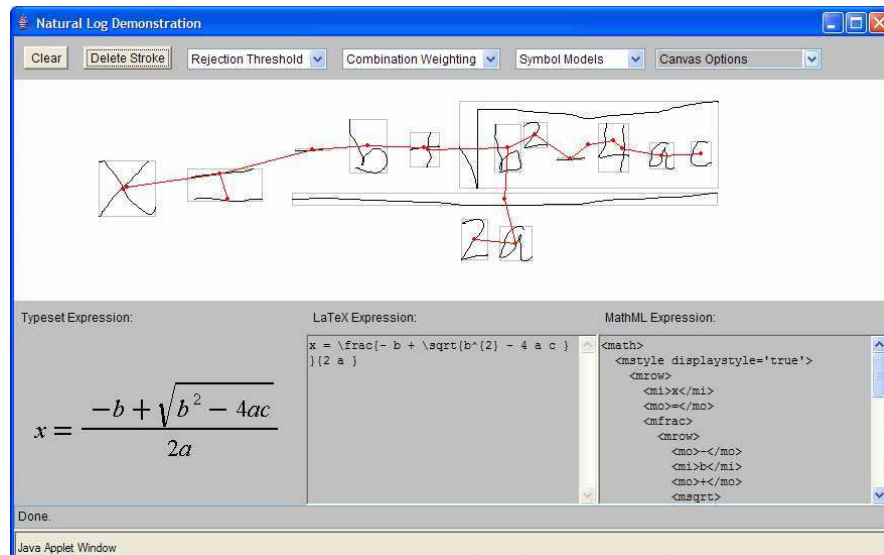 Natural Log Demonstration
Clear Delete Stroke Rejection Threshold Combination Weighting Symbol Models Canvas Options
x = -b + √b² - 4ac
2a
Typeset Expression: LaTeX Expression: MathML Expression:
x = (-b + √(b² - 4ac)) / 2a
x = \frac{- b + \sqrt{b^{2} - 4 a c }
}{2 a }
<math>
<mstyle displaystyle='true'>
<mrow>
<mi>x</mi>
<mo>=</mo>
<mfrac>
<mrow>
<mo>-</mo>
<mi>b</mi>
<mo>+</mo>
<msqrt>
Done.
Java Applet Window